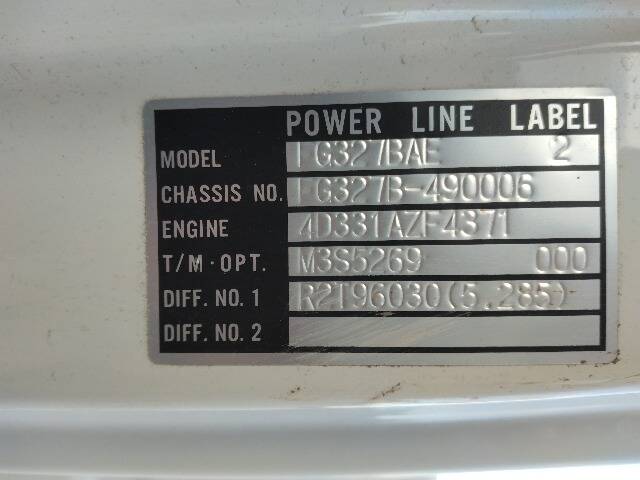 POWER LINE LABEL
MODEL FG327BAE 2
CHASSIS NO. FG327B-490006
ENGINE 4D331AZF4371
T/M·OPT. M3S5269 000
DIFF. NO. 1 R2T96030(5.285)
DIFF. NO. 2